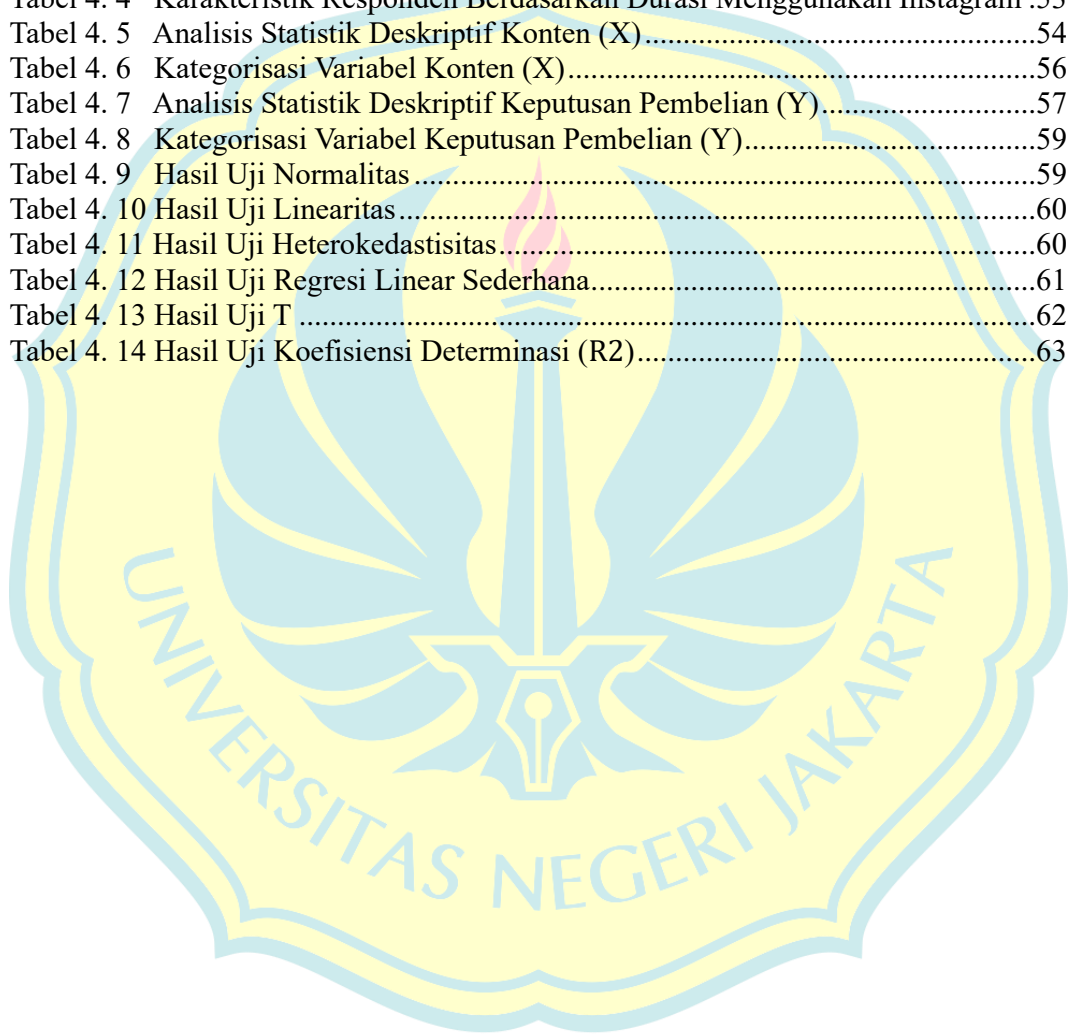 Tabel 4. 4 Karakteristik Responden Berdasarkan Durasi Menggunakan Instagram .53
Tabel 4. 5 Analisis Statistik Deskriptif Konten (X)......................................................54
Tabel 4. 6 Kategorisasi Variabel Konten (X)................................................................56
Tabel 4. 7 Analisis Statistik Deskriptif Keputusan Pembelian (Y)................................57
Tabel 4. 8 Kategorisasi Variabel Keputusan Pembelian (Y)..........................................59
Tabel 4. 9 Hasil Uji Normalitas....................................................................................59
Tabel 4. 10 Hasil Uji Linearitas.....................................................................................60
Tabel 4. 11 Hasil Uji Heterokedastisitas........................................................................60
Tabel 4. 12 Hasil Uji Regresi Linear Sederhana............................................................61
Tabel 4. 13 Hasil Uji T .................................................................................................62
Tabel 4. 14 Hasil Uji Koefisiensi Determinasi (R2)......................................................63
UNIVERSITAS NEGERI JAKARTA